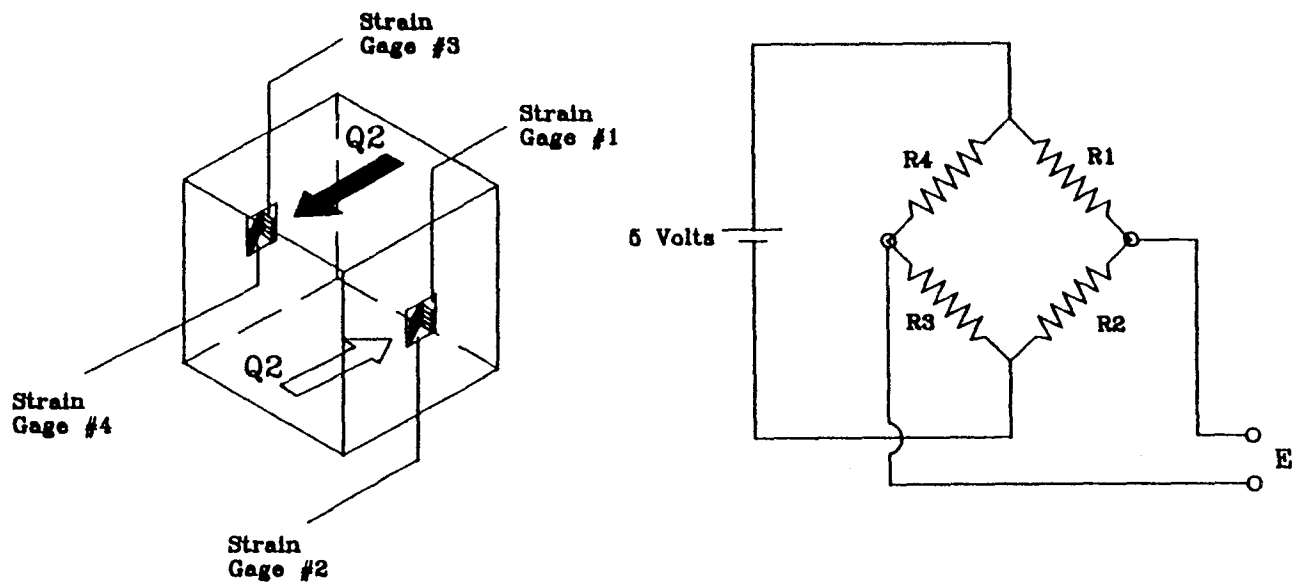 Strain
Gage #3
Strain
Gage #1
Q2
Q2
Strain
Gage #4
Strain
Gage #2
5 Volts
R4
R1
R3
R2
E